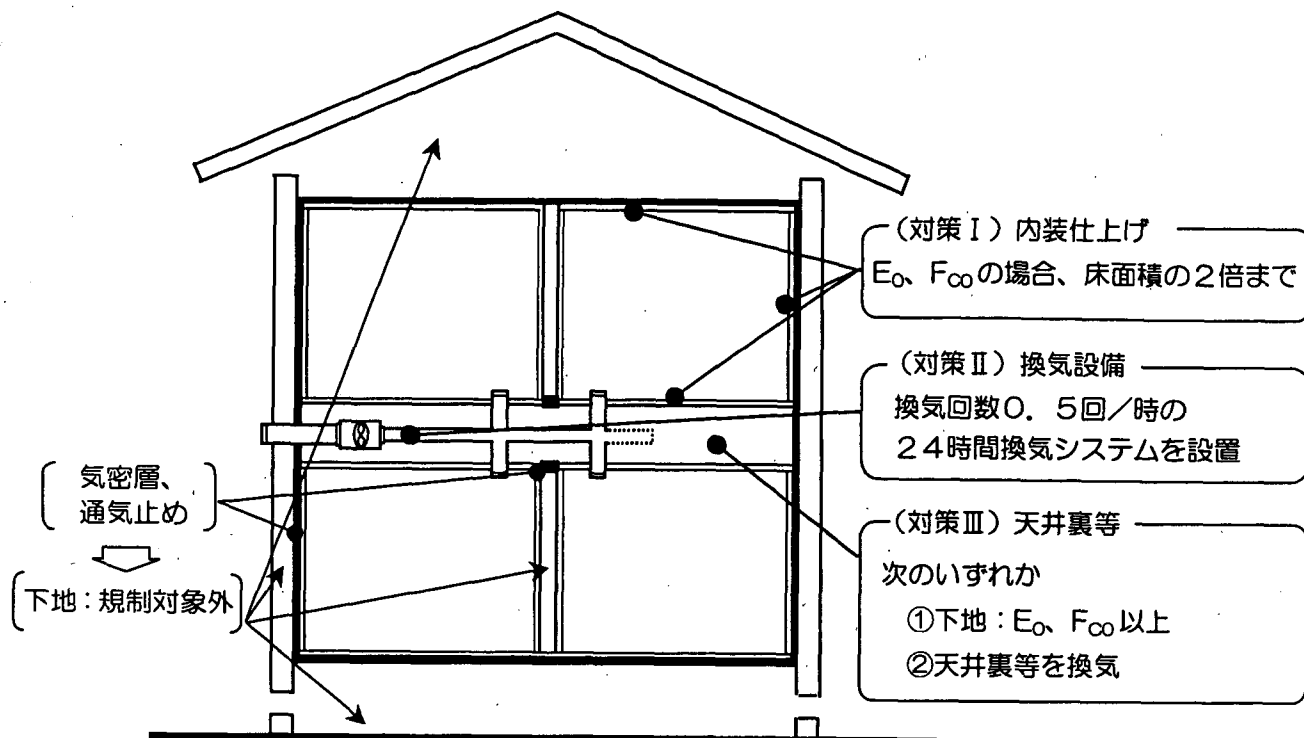 (対策Ⅰ)内装仕上げ
E₀、F_C₀の場合、床面積の2倍まで
(対策Ⅱ)換気設備
換気回数0.5回/時の
24時間換気システムを設置
(対策Ⅲ)天井裏等
次のいずれか
①下地:E₀、F_C₀以上
②天井裏等を換気
気密層、
通気止め
下地:規制対象外